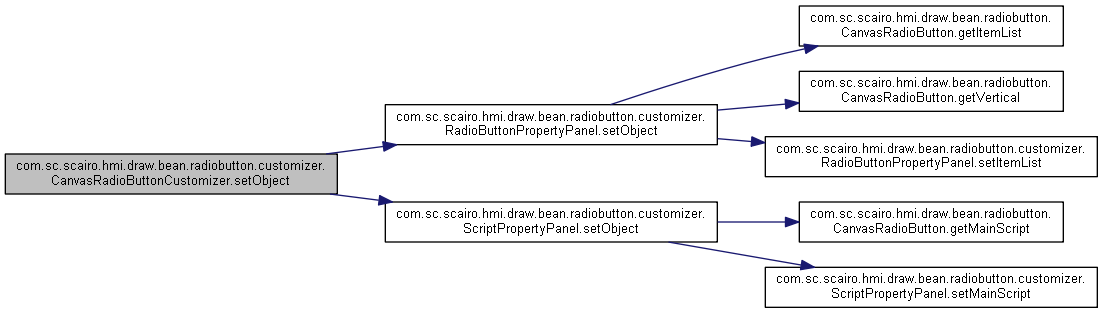 com.sc.scairo.hmi.draw.bean.radiobutton.customizer.
CanvasRadioButtonCustomizer.setObject
com.sc.scairo.hmi.draw.bean.radiobutton.customizer.
RadioButtonPropertyPanel.setObject
com.sc.scairo.hmi.draw.bean.radiobutton.
CanvasRadioButton.getItemList
com.sc.scairo.hmi.draw.bean.radiobutton.
CanvasRadioButton.getVertical
com.sc.scairo.hmi.draw.bean.radiobutton.customizer.
RadioButtonPropertyPanel.setItemList
com.sc.scairo.hmi.draw.bean.radiobutton.customizer.
ScriptPropertyPanel.setObject
com.sc.scairo.hmi.draw.bean.radiobutton.
CanvasRadioButton.getMainScript
com.sc.scairo.hmi.draw.bean.radiobutton.customizer.
ScriptPropertyPanel.setMainScript